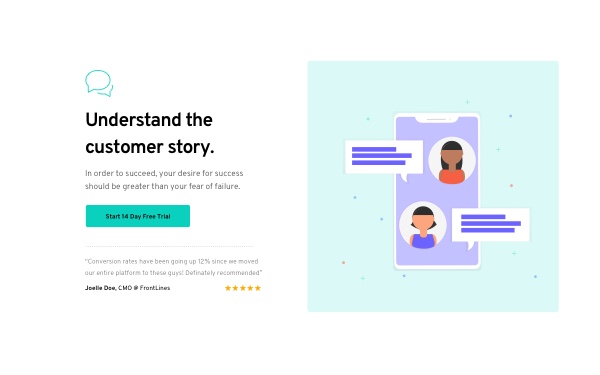 Understand the
customer story.
In order to succeed, your desire for success
should be greater than your fear of failure.
Start 14 Day Free Trial
"Conversion rates have been going up 12% since we moved
our entire platform to these guys! Definately recommended"
Joelle Doe, CMO @ FrontLines